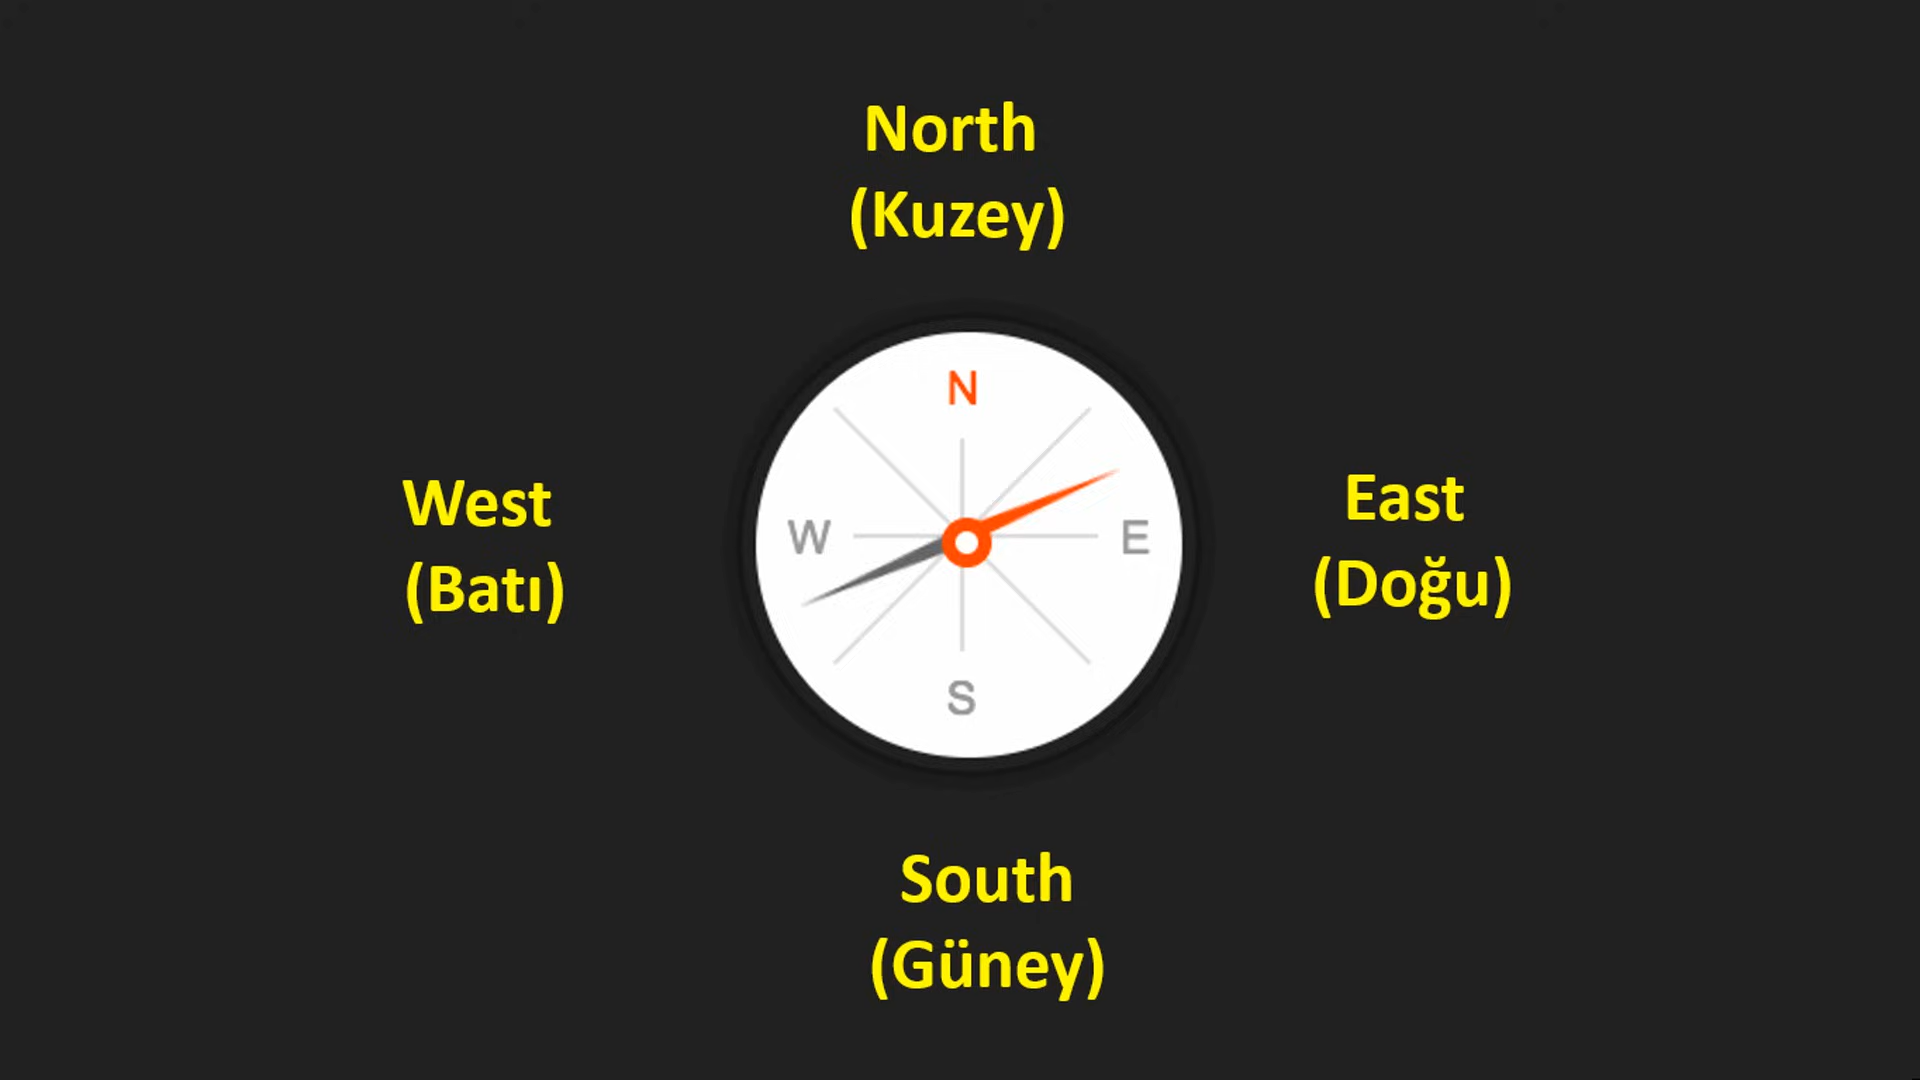 North
(Kuzey)
N
West
(Batı)
W
E
East
(Doğu)
S
South
(Güney)